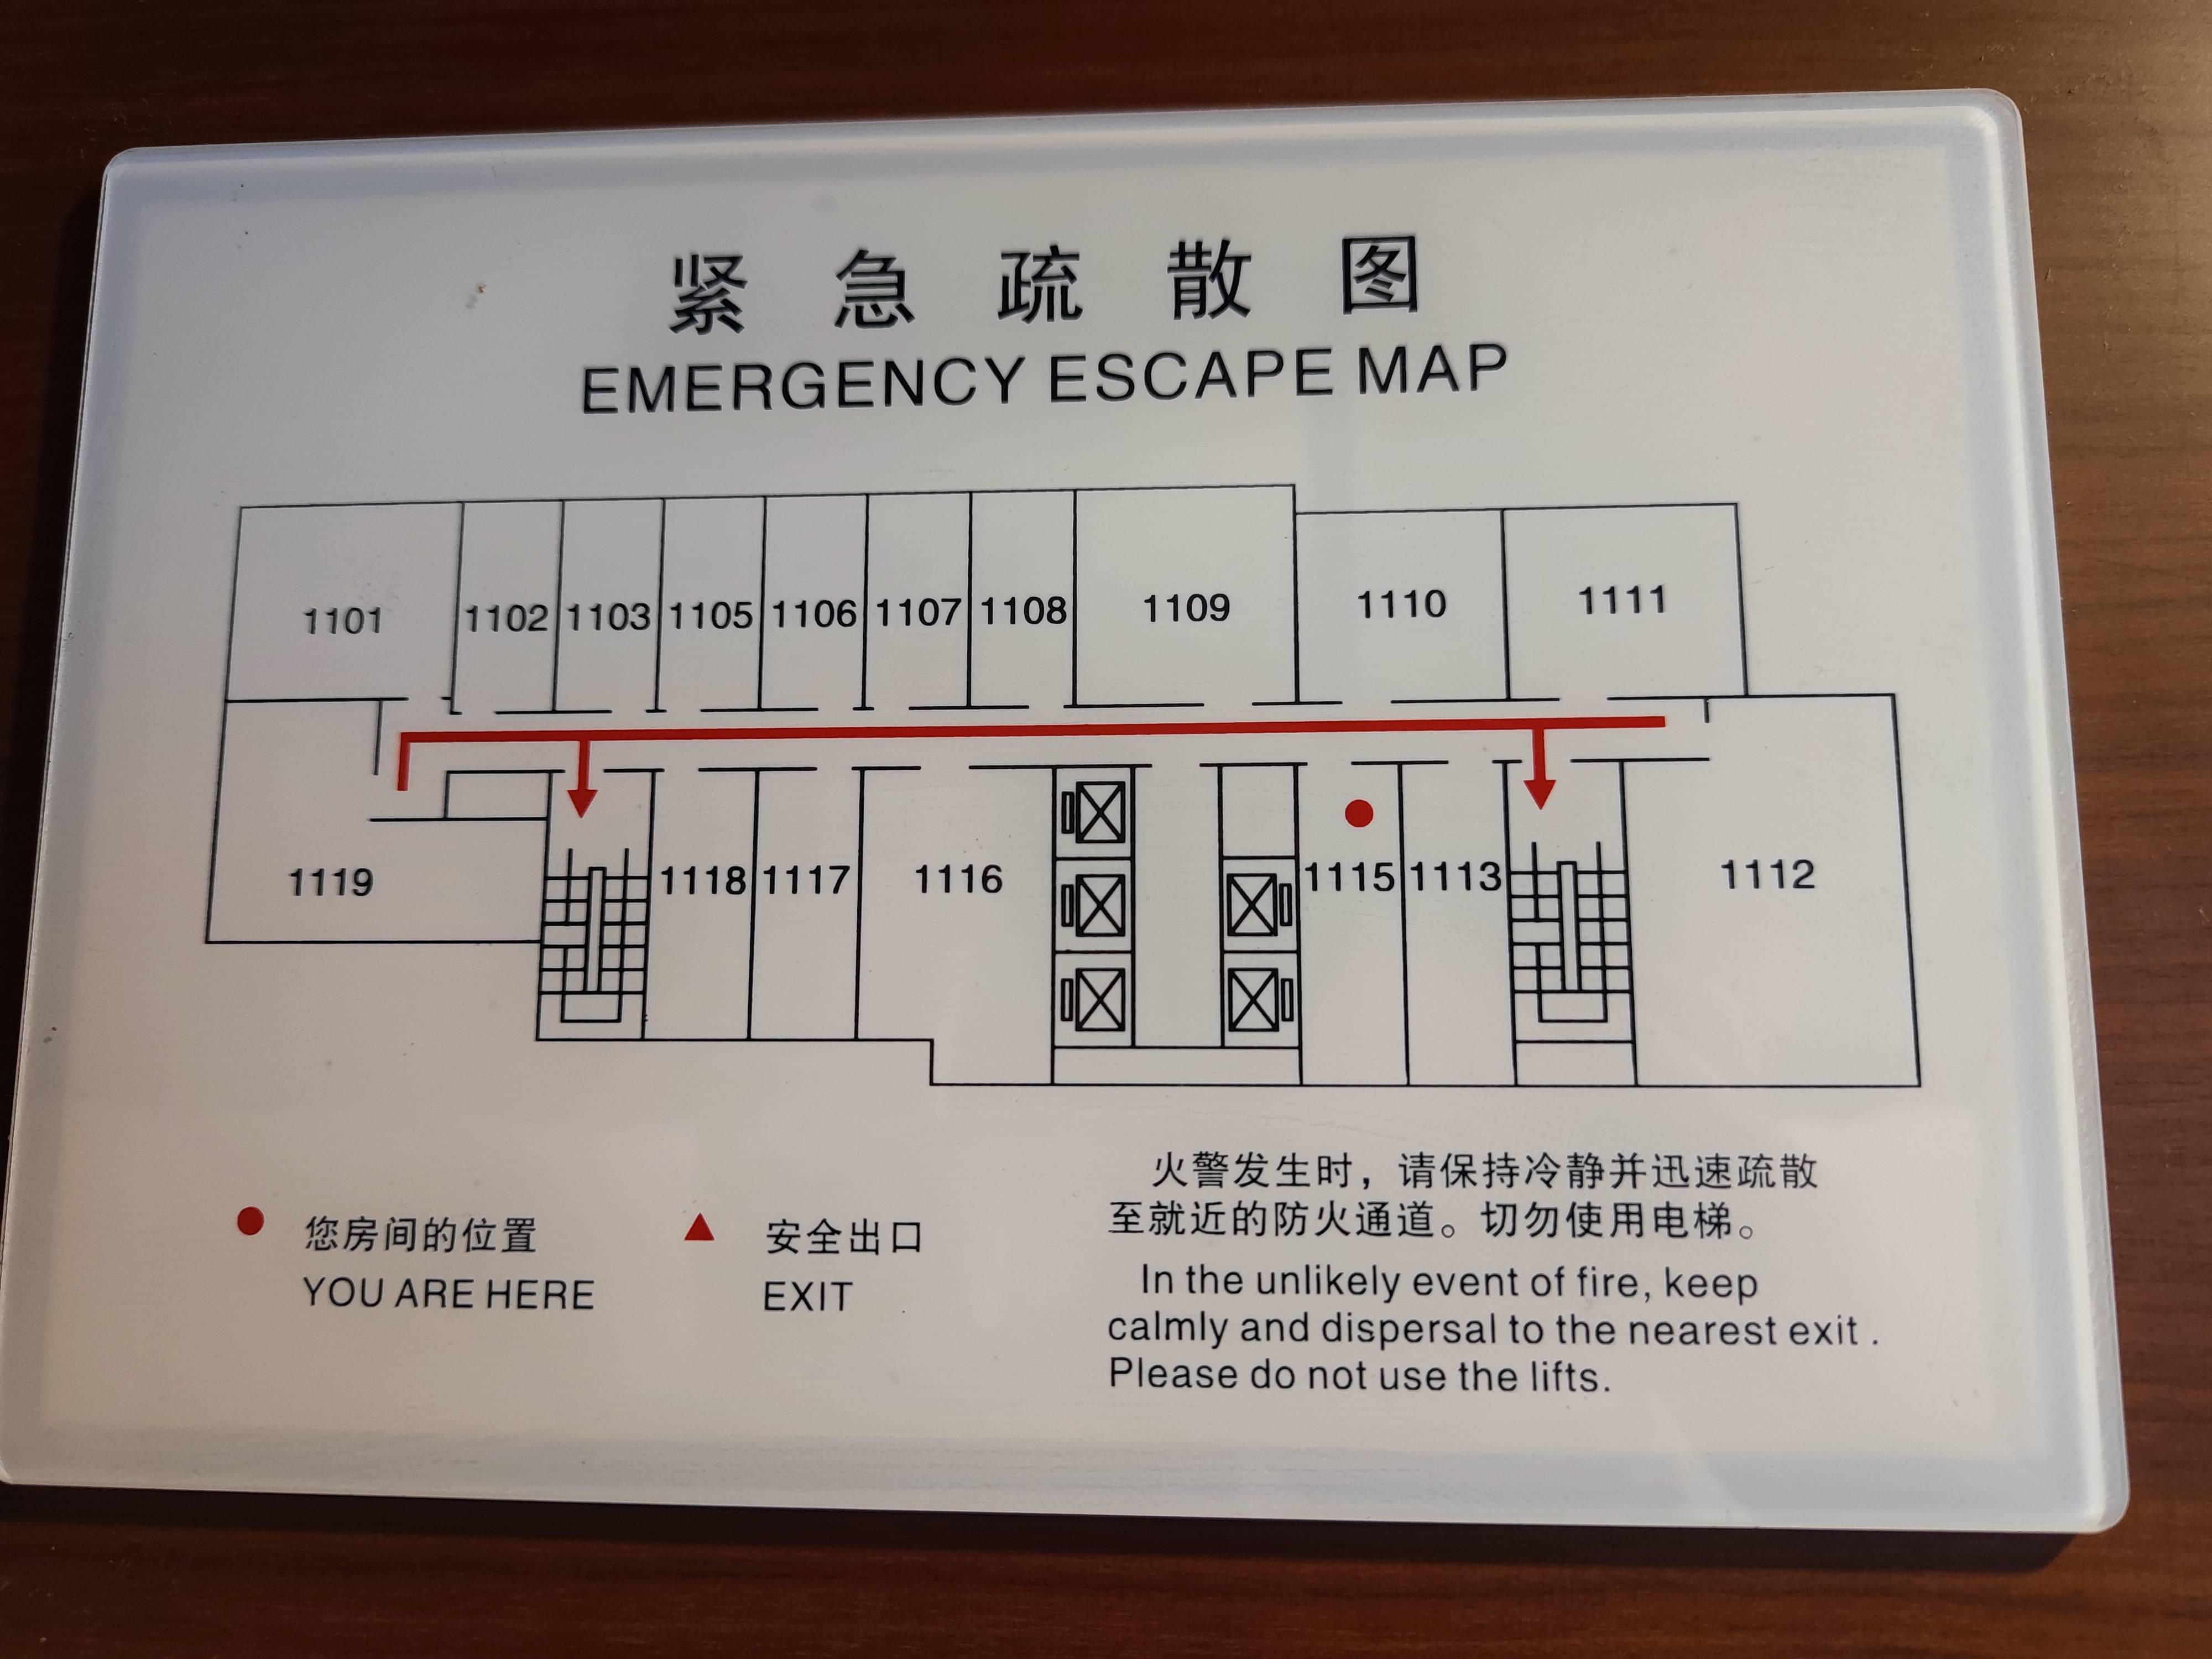 紧急疏散图
EMERGENCY ESCAPE MAP
1101 1102 1103 1105 1106 1107 1108 1109 1110 1111
1119 1118 1117 1116 1115 1113 1112
您房间的位置
YOU ARE HERE
安全出口
EXIT
火警发生时，请保持冷静并迅速疏散
至就近的防火通道。切勿使用电梯。
In the unlikely event of fire, keep
calmly and dispersal to the nearest exit .
Please do not use the lifts.